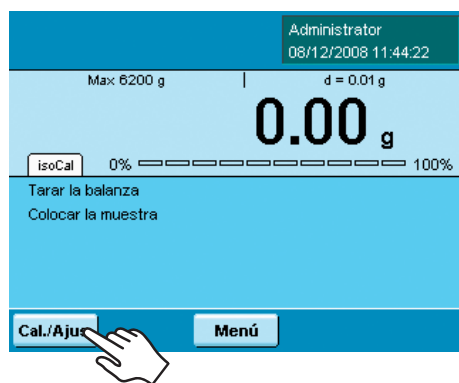 Administrator
08/12/2008 11:44:22
Max 6200 g | d = 0.01 g
0.00 g
isoCal 0% 100%
Tarar la balanza
Colocar la muestra
Cal./Ajus Menú